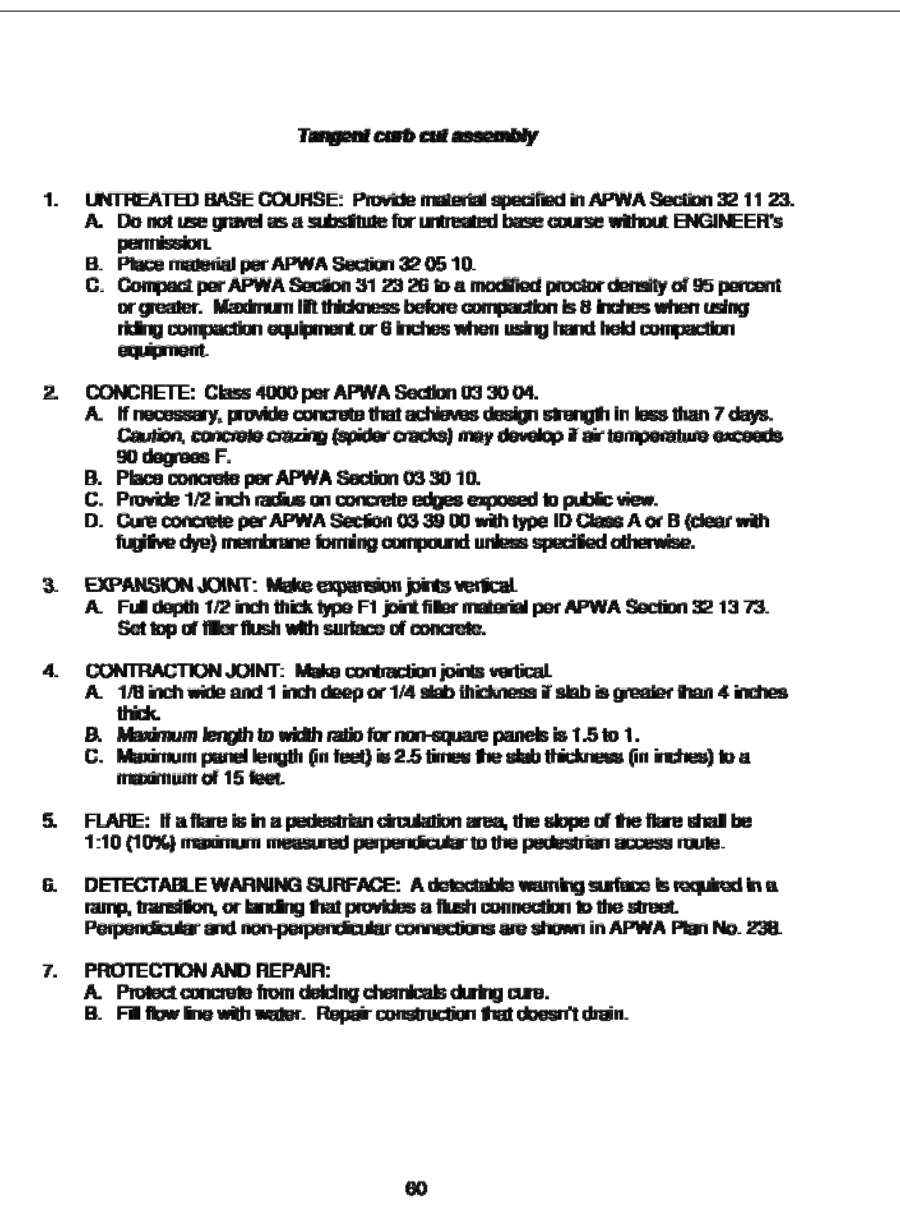 Tangent curb cut assembly
1. UNTREATED BASE COURSE: Provide material specified in APWA Section 32 11 23.
A. Do not use gravel as a substitute for untreated base course without ENGINEER's
permission.
B. Place material per APWA Section 32 05 10.
C. Compact per APWA Section 31 23 26 to a modified proctor density of 95 percent
or greater. Maximum lift thickness before compaction is 8 inches when using
riding compaction equipment or 6 inches when using hand held compaction
equipment.
2. CONCRETE: Class 4000 per APWA Section 03 30 04.
A. If necessary, provide concrete that achieves design strength in less than 7 days.
Caution, concrete crazing (spider cracks) may develop if air temperature exceeds
90 degrees F.
B. Place concrete per APWA Section 03 30 10.
C. Provide 1/2 inch radius on concrete edges exposed to public view.
D. Cure concrete per APWA Section 03 39 00 with type ID Class A or B (clear with
fugitive dye) membrane forming compound unless specified otherwise.
3. EXPANSION JOINT: Make expansion joints vertical.
A. Full depth 1/2 inch thick type F1 joint filler material per APWA Section 32 13 73.
Set top of filler flush with surface of concrete.
4. CONTRACTION JOINT: Make contraction joints vertical.
A. 1/8 inch wide and 1 inch deep or 1/4 slab thickness if slab is greater than 4 inches
thick.
B. Maximum length to width ratio for non-square panels is 1.5 to 1.
C. Maximum panel length (in feet) is 2.5 times the slab thickness (in inches) to a
maximum of 15 feet.
5. FLARE: If a flare is in a pedestrian circulation area, the slope of the flare shall be
1:10 (10%) maximum measured perpendicular to the pedestrian access route.
6. DETECTABLE WARNING SURFACE: A detectable warning surface is required in a
ramp, transition, or landing that provides a flush connection to the street.
Perpendicular and non-perpendicular connections are shown in APWA Plan No. 238.
7. PROTECTION AND REPAIR:
A. Protect concrete from deicing chemicals during cure.
B. Fill flow line with water. Repair construction that doesn't drain.
60